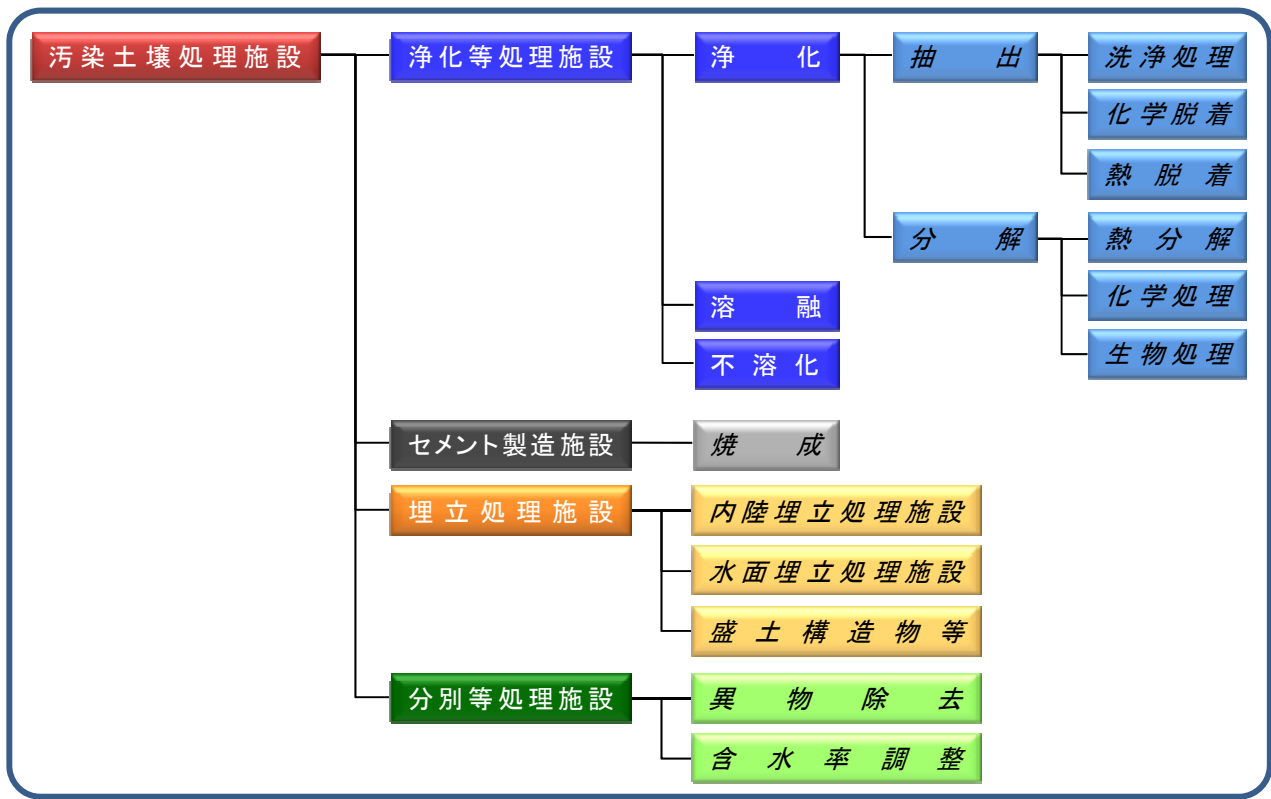 汚染土壌処理施設
浄化等処理施設
浄化
抽出
洗浄処理
化学脱着
熱脱着
分解
熱分解
化学処理
生物処理
溶融
不溶化
セメント製造施設
焼成
埋立処理施設
内陸埋立処理施設
水面埋立処理施設
盛土構造物等
分別等処理施設
異物除去
含水率調整